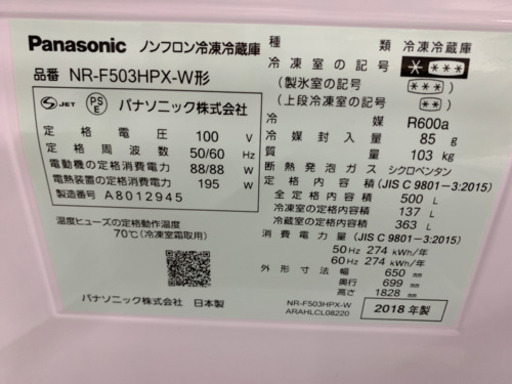 Panasonic ノンフロン冷凍冷蔵庫
品番 NR-F503HPX-W形
S JET PS E パナソニック株式会社
定格電圧 100 V
定格周波数 50/60 Hz
電動機の定格消費電力 88/88 W
電熱装置の定格消費電力 195 W
製造番号 A8012945
温度ヒューズの定格動作温度
70℃(冷凍室霜取用)
パナソニック株式会社 日本製
種類 冷凍冷蔵庫
冷凍室の記号 * ***
(製氷室の記号) (***)
(上段冷凍室の記号) (**)
冷媒 R600a
冷媒封入量 85 g
質量 103 kg
断熱発泡ガス シクロペンタン
定格内容積 (JIS C 9801-3:2015)
全定格内容積 500 L
冷凍室の定格内容積 137 L
冷蔵室の定格内容積 363 L
消費電力量 (JIS C 9801-3:2015)
50Hz 274 kWh/年
60Hz 274 kWh/年
外形寸法 幅 650 mm
奥行 699 mm
高さ 1828 mm
NR-F503HPX-W
ARAHLCL08220
2018年製